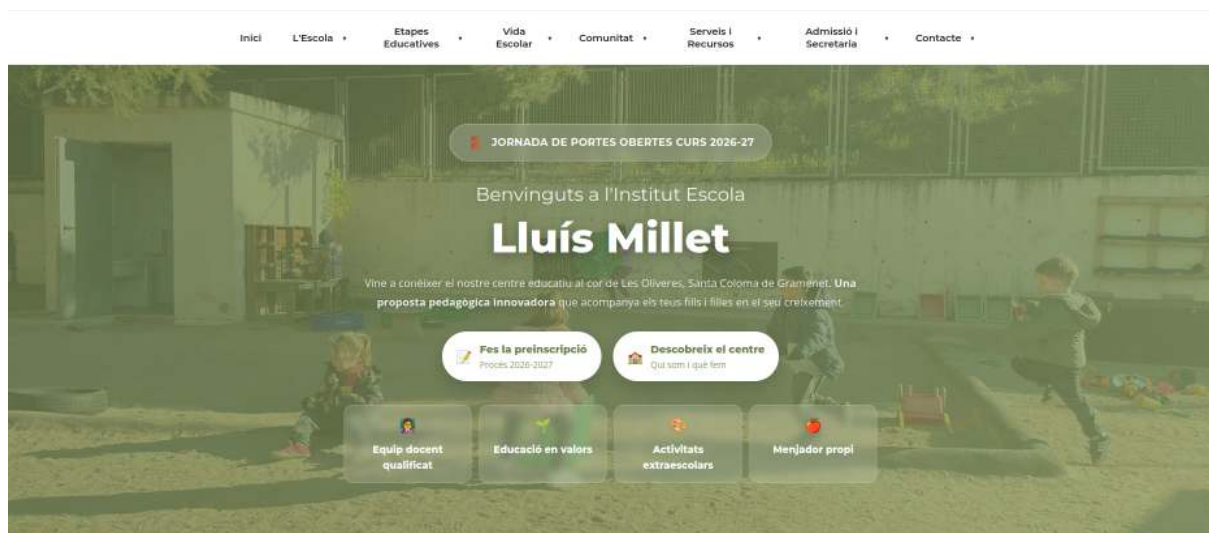 Inici
L'Escola
Etapes
Educatives
Vida
Escolar
Comunitat
Serveis i
Recursos
Admissió i
Secretaria
Contacte
JORNADA DE PORTES OBERTES CURS 2026-27
Benvinguts a l'Institut Escola
Lluís Millet
Vine a conèixer el nostre centre educatiu al cor de Les Oliveres, Santa Coloma de Gramenet. Una
proposta pedagògica innovadora que acompanya els teus fills i filles en el seu creixement.
Fes la preinscripció
Procés 2026-2027
Descobreix el centre
Qui som i què fem
Equip docent
qualificat
Educació en valors
Activitats
extraescolars
Menjador propi